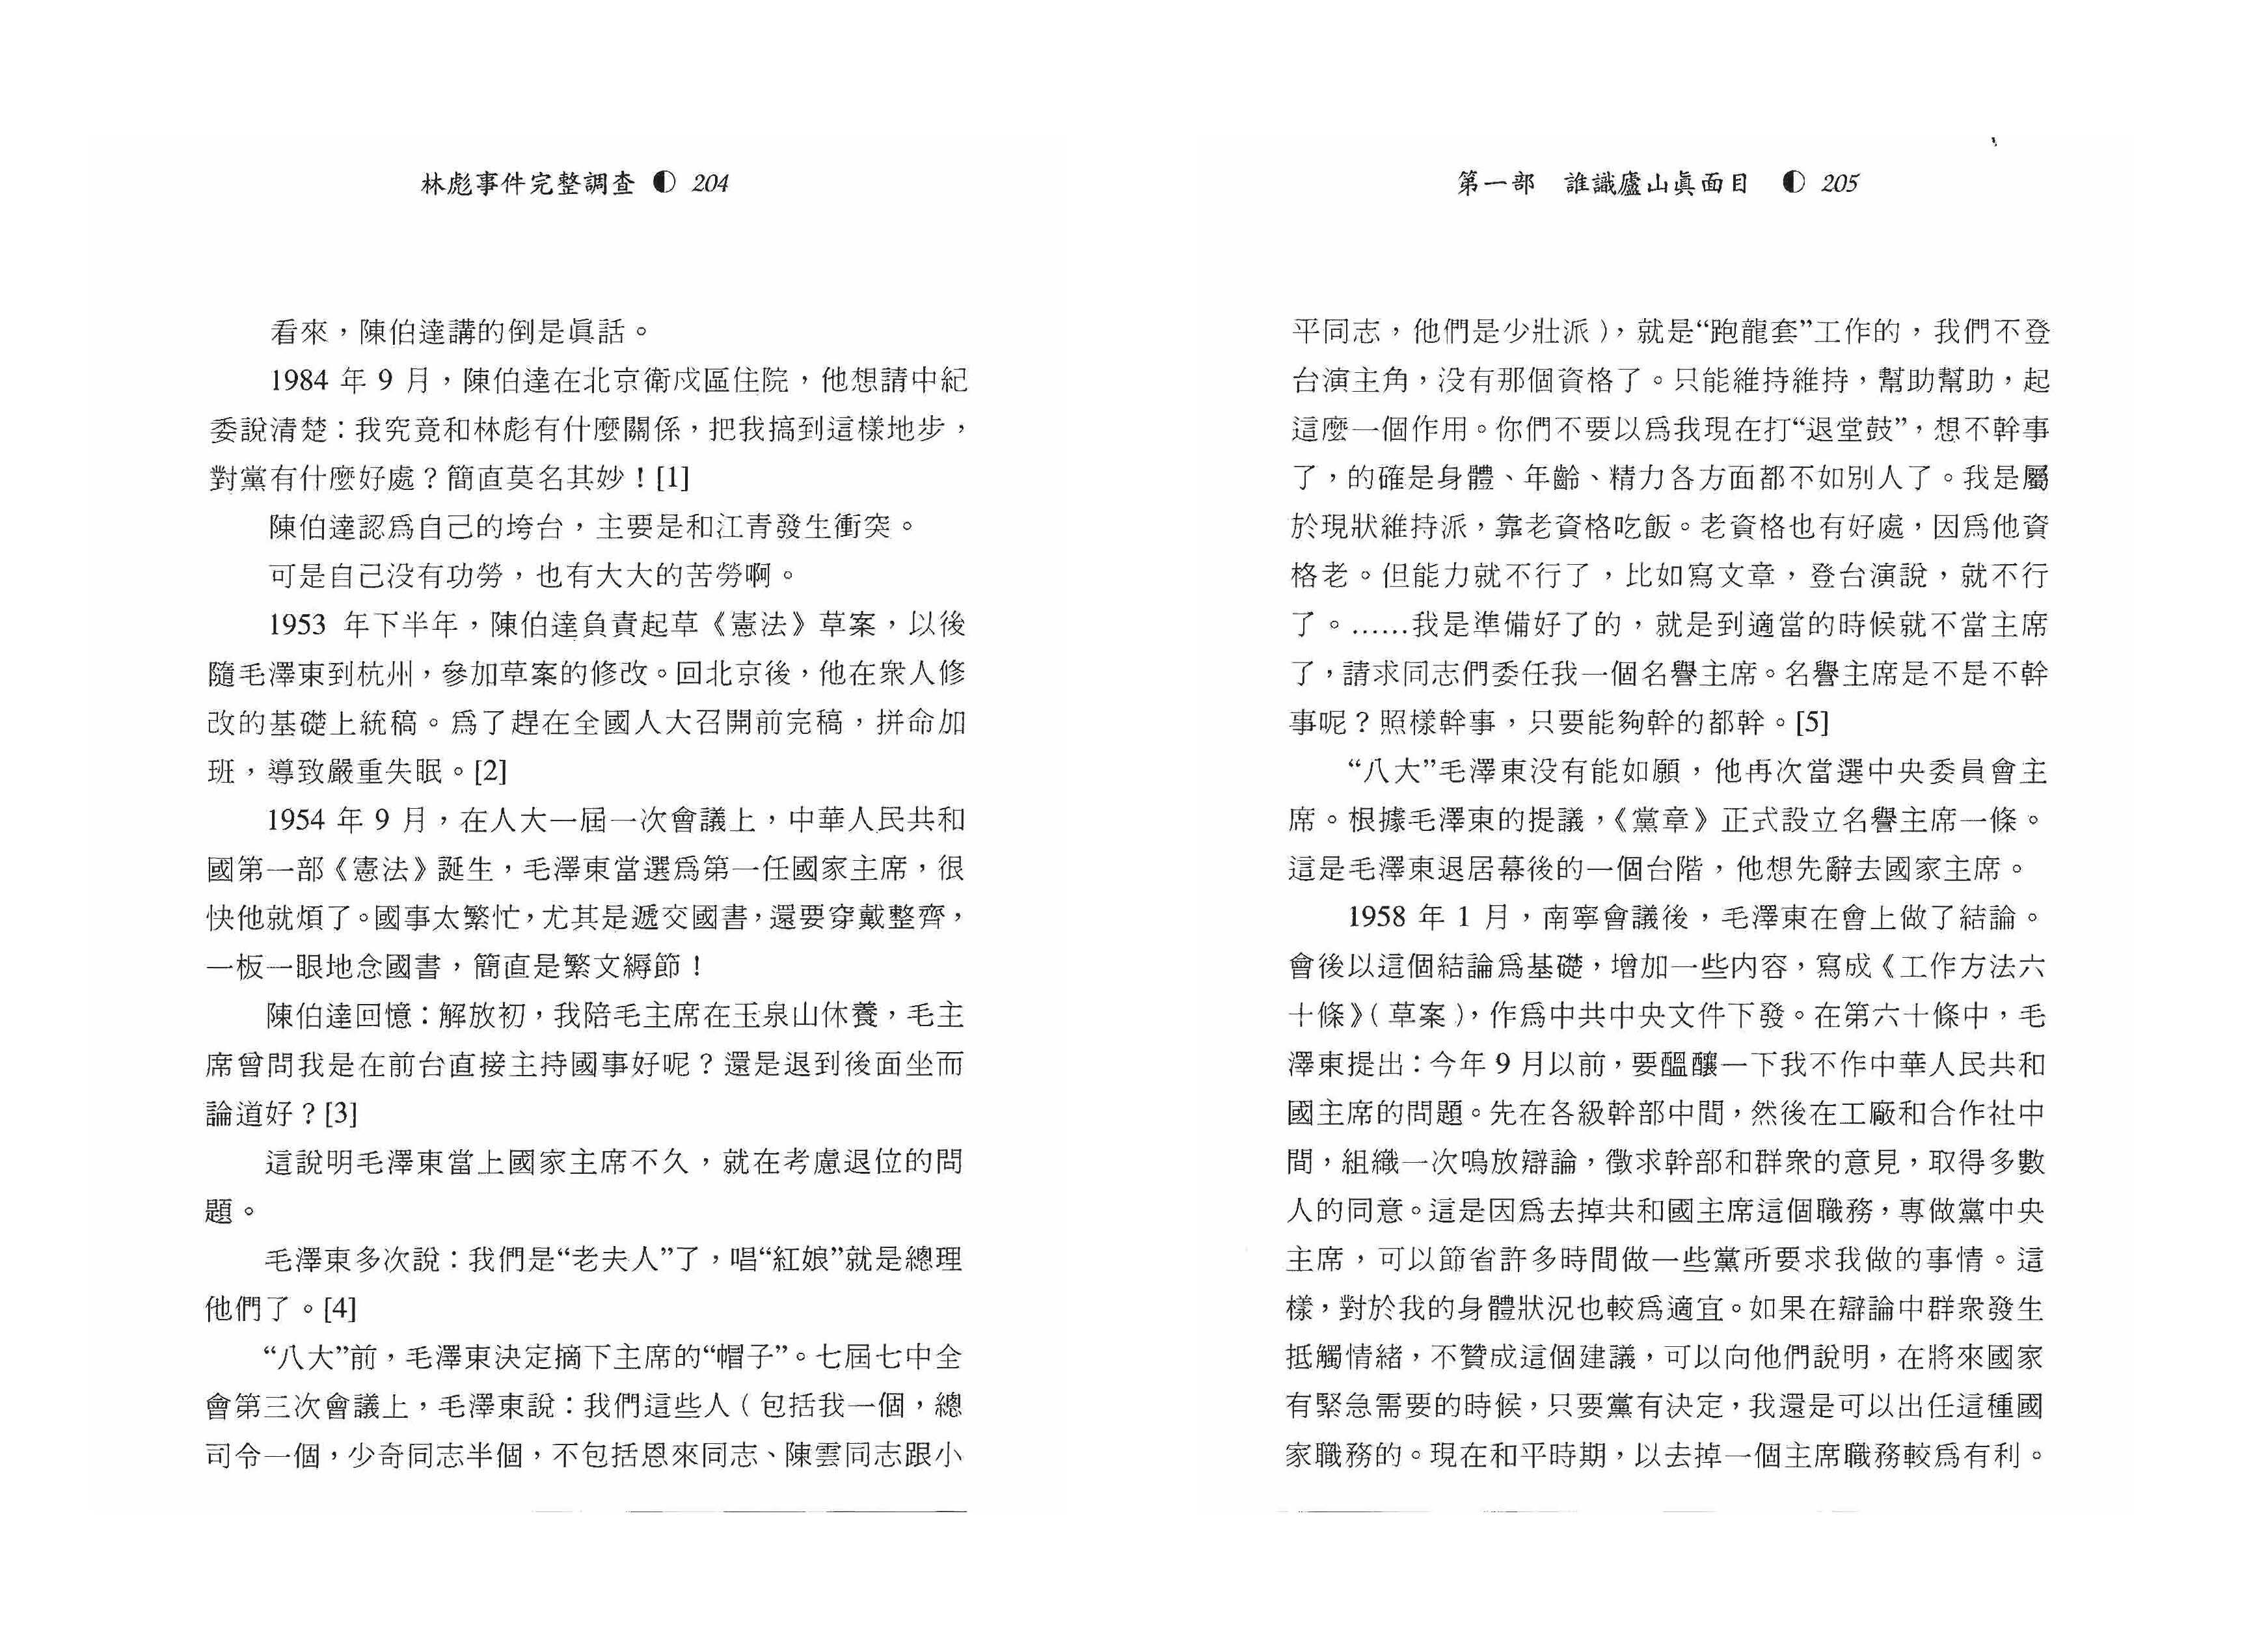 林彪事件完整調查 ◐ 204
看來，陳伯達講的倒是眞話。
1984 年 9 月，陳伯達在北京衛戍區住院，他想請中紀
委說清楚：我究竟和林彪有什麼關係，把我搞到這樣地步，
對黨有什麼好處？簡直莫名其妙！[1]
陳伯達認爲自己的垮台，主要是和江青發生衝突。
可是自己没有功勞，也有大大的苦勞啊。
1953 年下半年，陳伯達負責起草《憲法》草案，以後
隨毛澤東到杭州，參加草案的修改。回北京後，他在衆人修
改的基礎上統稿。爲了趕在全國人大召開前完稿，拼命加
班，導致嚴重失眠。[2]
1954 年 9 月，在人大一屆一次會議上，中華人民共和
國第一部《憲法》誕生，毛澤東當選爲第一任國家主席，很
快他就煩了。國事太繁忙，尤其是遞交國書，還要穿戴整齊，
一板一眼地念國書，簡直是繁文縟節！
陳伯達回憶：解放初，我陪毛主席在玉泉山休養，毛主
席曾問我是在前台直接主持國事好呢？還是退到後面坐而
論道好？[3]
這說明毛澤東當上國家主席不久，就在考慮退位的問
題。
毛澤東多次說：我們是“老夫人”了，唱“紅娘”就是總理
他們了。[4]
“八大”前，毛澤東決定摘下主席的“帽子”。七屆七中全
會第三次會議上，毛澤東說：我們這些人（包括我一個，總
司令一個，少奇同志半個，不包括恩來同志、陳雲同志跟小
第一部 誰識廬山眞面目 ◐ 205
平同志，他們是少壯派），就是“跑龍套”工作的，我們不登
台演主角，没有那個資格了。只能維持維持，幫助幫助，起
這麼一個作用。你們不要以爲我現在打“退堂鼓”，想不幹事
了，的確是身體、年齡、精力各方面都不如別人了。我是屬
於現狀維持派，靠老資格吃飯。老資格也有好處，因爲他資
格老。但能力就不行了，比如寫文章，登台演說，就不行
了。……我是準備好了的，就是到適當的時候就不當主席
了，請求同志們委任我一個名譽主席。名譽主席是不是不幹
事呢？照樣幹事，只要能夠幹的都幹。[5]
“八大”毛澤東没有能如願，他再次當選中央委員會主
席。根據毛澤東的提議，《黨章》正式設立名譽主席一條。
這是毛澤東退居幕後的一個台階，他想先辭去國家主席。
1958 年 1 月，南寧會議後，毛澤東在會上做了結論。
會後以這個結論爲基礎，增加一些内容，寫成《工作方法六
十條》（草案），作爲中共中央文件下發。在第六十條中，毛
澤東提出：今年 9 月以前，要醞釀一下我不作中華人民共和
國主席的問題。先在各級幹部中間，然後在工廠和合作社中
間，組織一次鳴放辯論，徵求幹部和群衆的意見，取得多數
人的同意。這是因爲去掉共和國主席這個職務，專做黨中央
主席，可以節省許多時間做一些黨所要求我做的事情。這
樣，對於我的身體狀況也較爲適宜。如果在辯論中群衆發生
抵觸情緒，不贊成這個建議，可以向他們說明，在將來國家
有緊急需要的時候，只要黨有決定，我還是可以出任這種國
家職務的。現在和平時期，以去掉一個主席職務較爲有利。